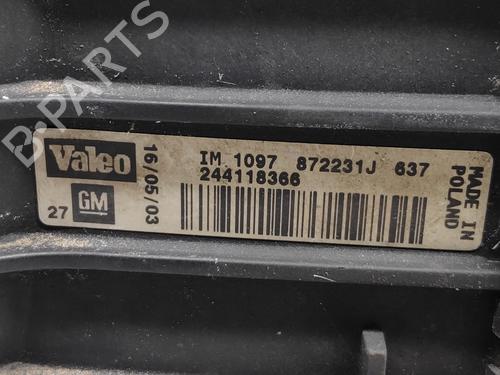 Valeo
27 GM
16/05/03
IM 1097 872231J 637
244118366
MADE IN
POLAND
B-PARTS